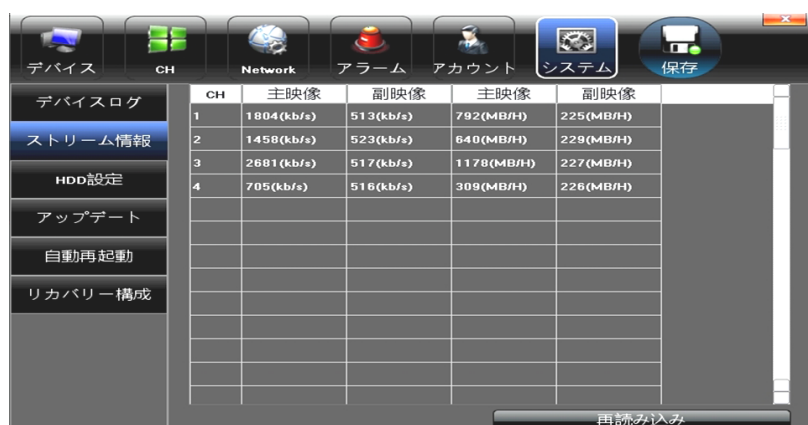 デバイス CH Network アラーム アカウント システム 保存
デバイスログ
ストリーム情報
HDD設定
アップデート
自動再起動
リカバリー構成
CH 主映像 副映像 主映像 副映像
1 1804(kb/s) 513(kb/s) 792(MB/H) 225(MB/H)
2 1458(kb/s) 523(kb/s) 640(MB/H) 229(MB/H)
3 2681(kb/s) 517(kb/s) 1178(MB/H) 227(MB/H)
4 705(kb/s) 516(kb/s) 309(MB/H) 226(MB/H)
再読み込み